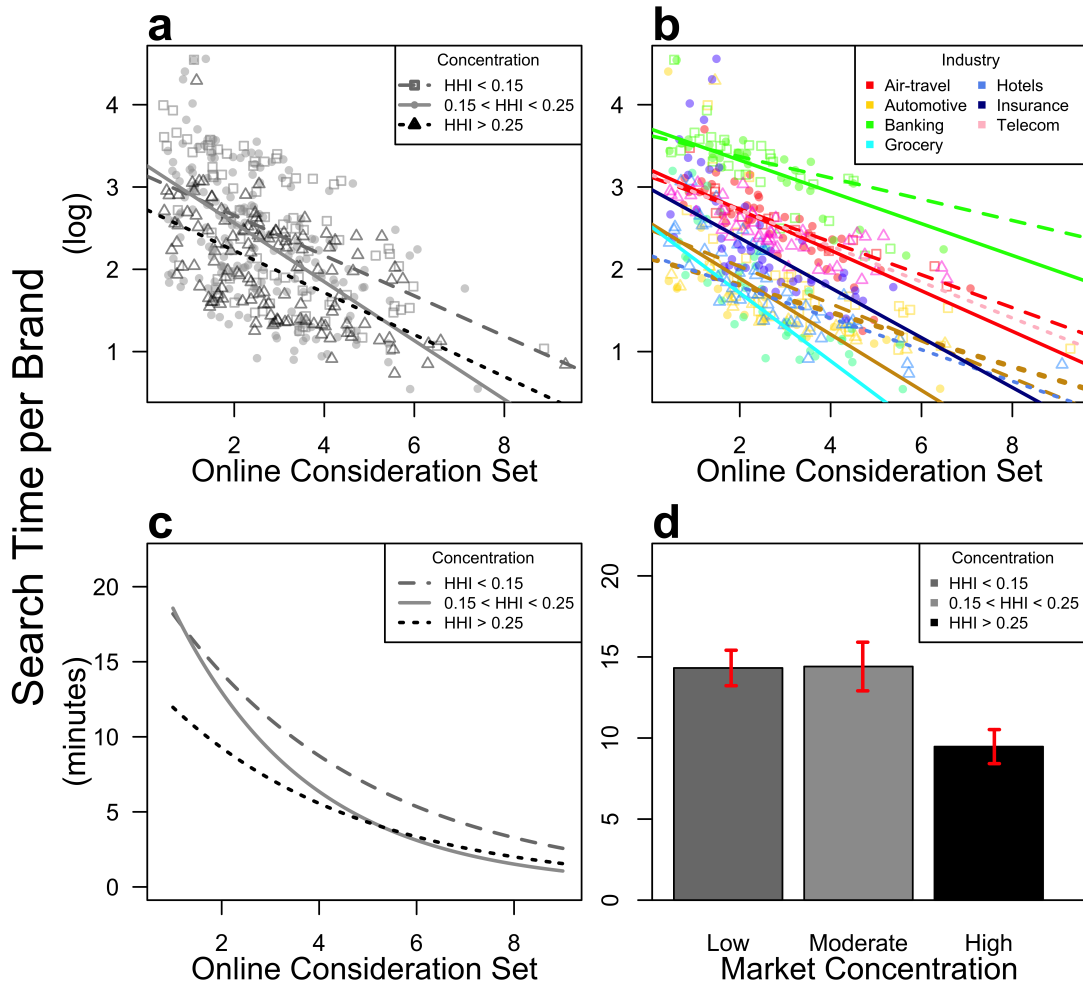 Search Time per Brand
a
(log)
4
3
2
1
Concentration
HHI < 0.15
0.15 < HHI < 0.25
HHI > 0.25
2 4 6 8
Online Consideration Set
b
4
3
2
1
Industry
Air-travel
Automotive
Banking
Grocery
Hotels
Insurance
Telecom
2 4 6 8
Online Consideration Set
c
(minutes)
20
15
10
5
0
Concentration
HHI < 0.15
0.15 < HHI < 0.25
HHI > 0.25
2 4 6 8
Online Consideration Set
d
20
15
10
5
0
Concentration
HHI < 0.15
0.15 < HHI < 0.25
HHI > 0.25
Low Moderate High
Market Concentration